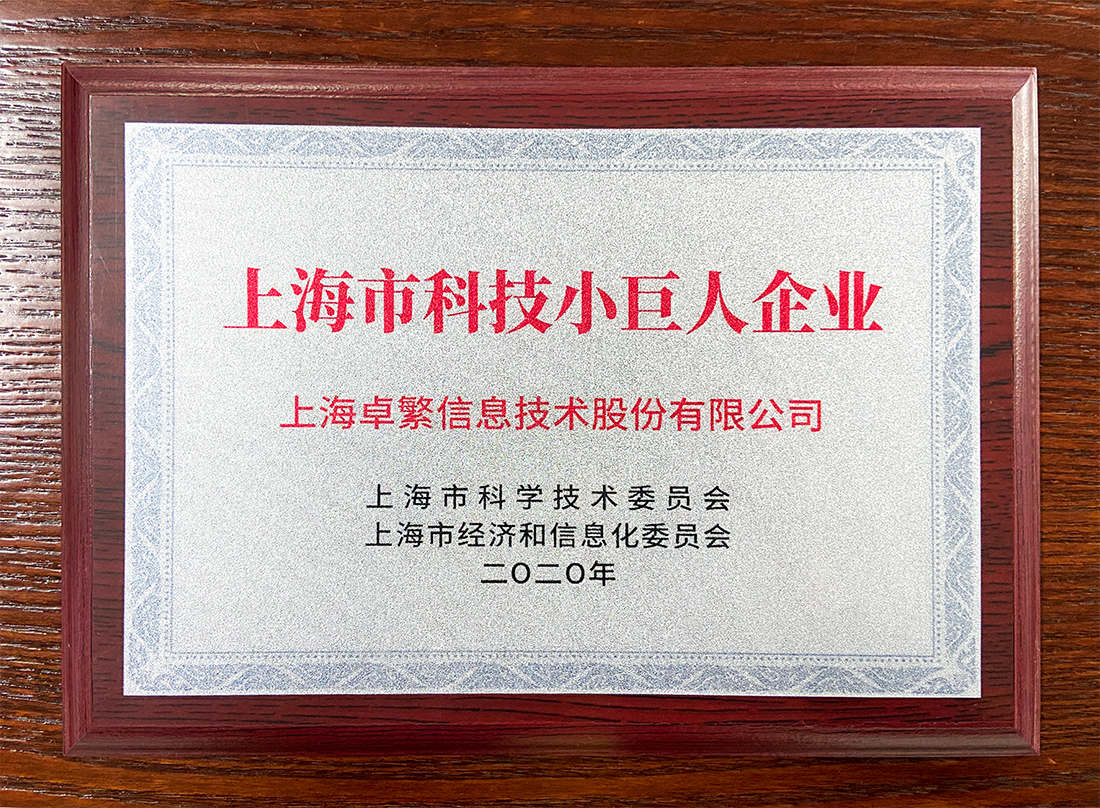 上海市科技小巨人企业
上海卓繁信息技术股份有限公司
上海市科学技术委员会
上海市经济和信息化委员会
二〇二〇年